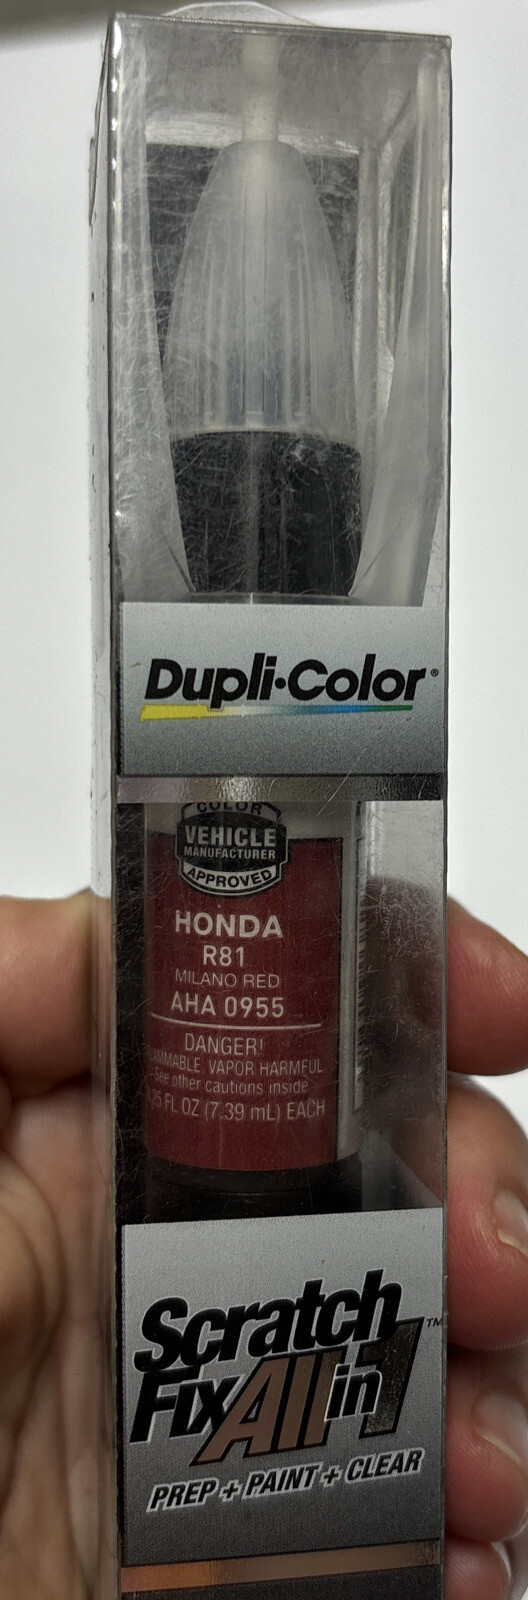 Dupli·Color®
COLOR
VEHICLE
MANUFACTURER
APPROVED
HONDA
R81
MILANO RED
AHA 0955
DANGER!
VAPOR HARMFUL
See other cautions inside
FL OZ (7.39 mL) EACH
Scratch
Fix All in 1™
PREP + PAINT + CLEAR